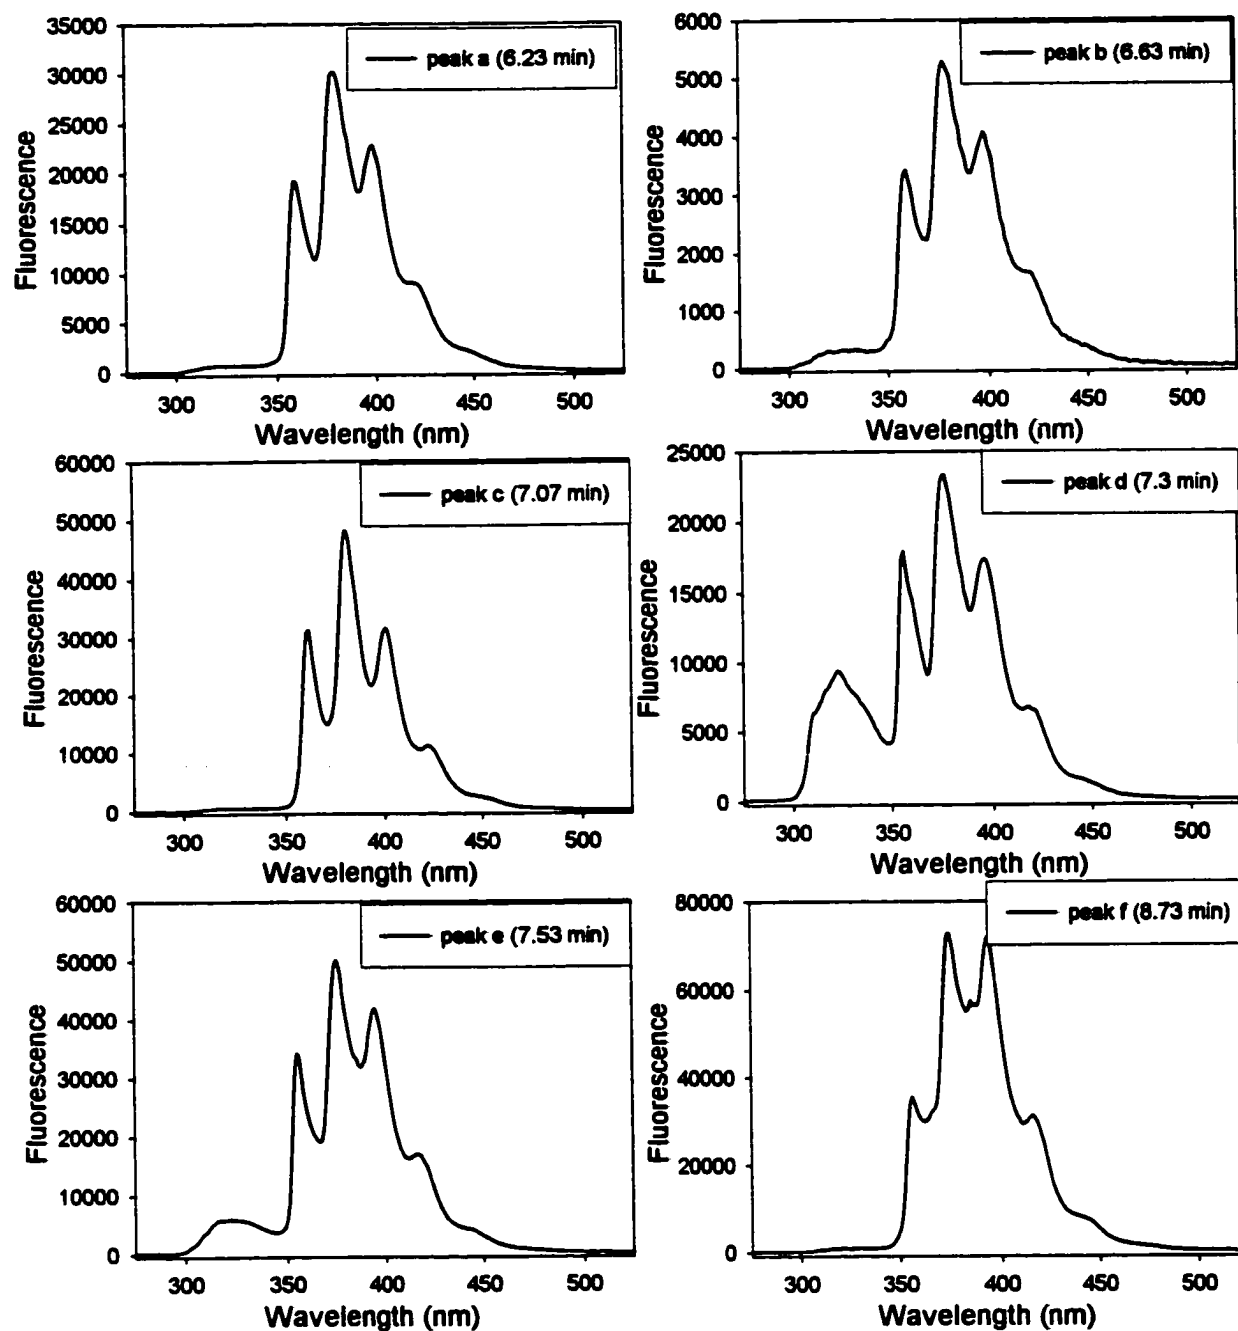 35000
30000
25000
20000
15000
10000
5000
0
Fluorescence
peak a (6.23 min)
300 350 400 450 500
Wavelength (nm)
6000
5000
4000
3000
2000
1000
0
Fluorescence
peak b (6.63 min)
300 350 400 450 500
Wavelength (nm)
60000
50000
40000
30000
20000
10000
0
Fluorescence
peak c (7.07 min)
300 350 400 450 500
Wavelength (nm)
25000
20000
15000
10000
5000
0
Fluorescence
peak d (7.3 min)
300 350 400 450 500
Wavelength (nm)
60000
50000
40000
30000
20000
10000
0
Fluorescence
peak e (7.53 min)
300 350 400 450 500
Wavelength (nm)
80000
60000
40000
20000
0
Fluorescence
peak f (8.73 min)
300 350 400 450 500
Wavelength (nm)